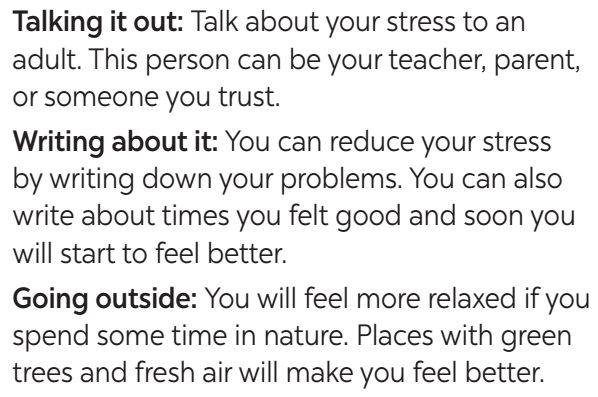 Talking it out: Talk about your stress to an
adult. This person can be your teacher, parent,
or someone you trust.
Writing about it: You can reduce your stress
by writing down your problems. You can also
write about times you felt good and soon you
will start to feel better.
Going outside: You will feel more relaxed if you
spend some time in nature. Places with green
trees and fresh air will make you feel better.